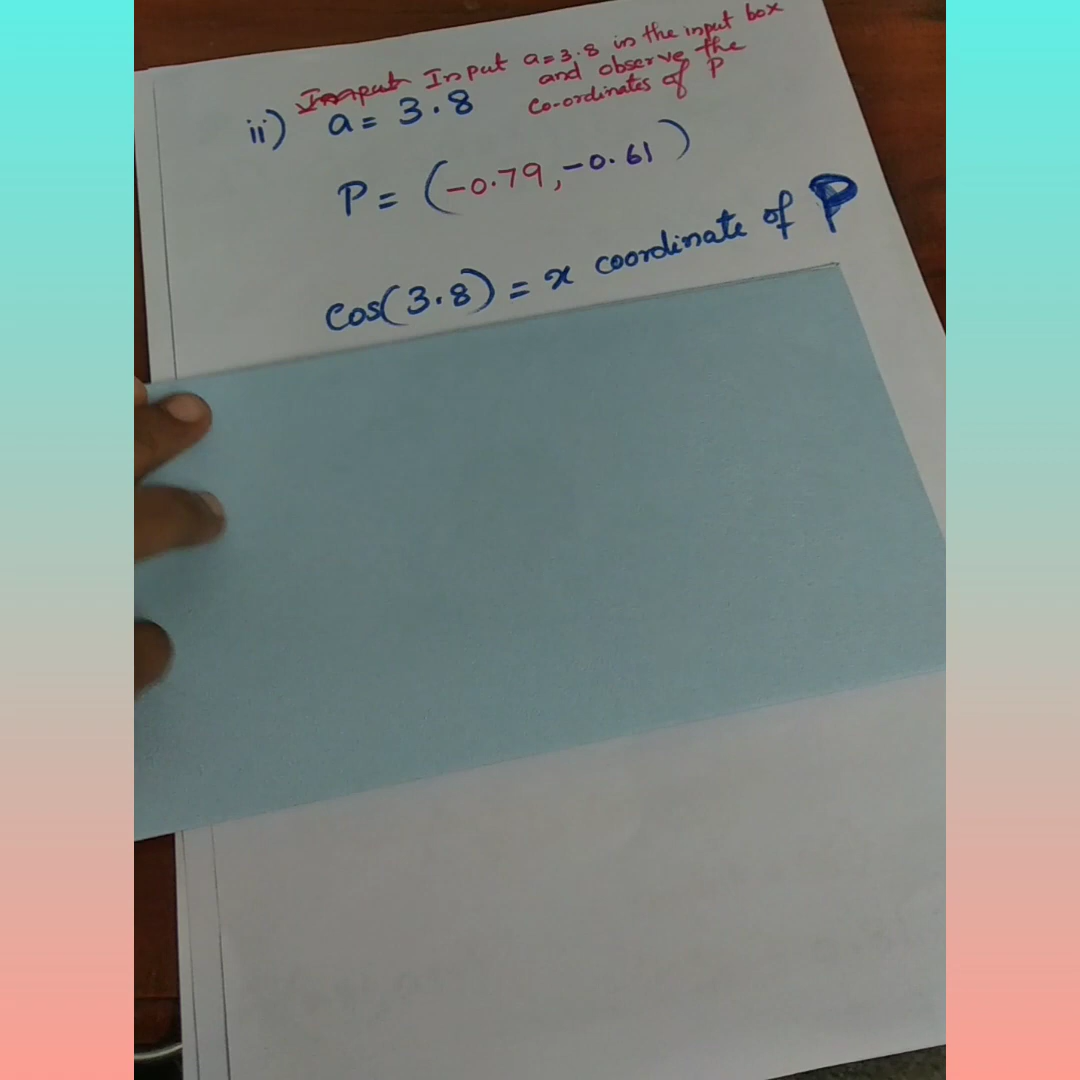 Input Input a=3.8 in the input box
and observe the
co-ordinates of P
ii) a = 3.8
P = (-0.79, -0.61)
cos(3.8) = x coordinate of P